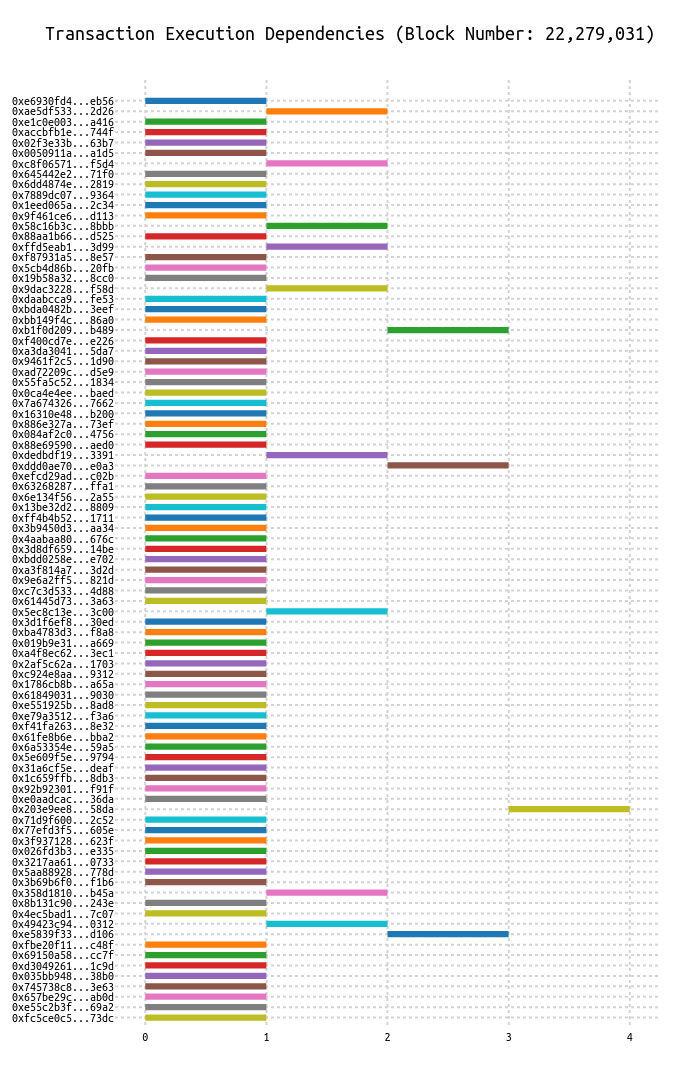 Transaction Execution Dependencies (Block Number: 22,279,031)
0xe6930fd4...eb56
0xae5df533...2d26
0xe1c0e003...a416
0xaccbfb1e...744f
0x02f3e33b...63b7
0x0050911a...a1d5
0xc8f06571...f5d4
0x645442e2...71f0
0x6dd4874e...2819
0x7889dc07...9364
0x1eed065a...2c34
0x9f461ce6...d113
0x58c16b3c...8bbb
0x88aa1b66...d525
0xffd5eab1...3d99
0xf87931a5...8e57
0x5cb4d86b...20fb
0x19b58a32...8cc0
0x9dac3228...f58d
0xdaabcca9...fe53
0xbda0482b...3eef
0xbb149f4c...86a0
0xb1f0d209...b489
0xf400cd7e...e226
0xa3da3041...5da7
0x9461f2c5...1d90
0xad72209c...d5e9
0x55fa5c52...1834
0x0ca4e4ee...baed
0x7a674326...7662
0x16310e48...b200
0x886e327a...73ef
0x084af2c0...4756
0x88e69590...aed0
0xdedbdf19...3391
0xddd0ae70...e0a3
0xefcd29ad...c02b
0x63268287...ffa1
0x6e134f56...2a55
0x13be32d2...8809
0xff4b4b52...1711
0x3b9450d3...aa34
0x4aabaa80...676c
0x3d8df659...14be
0xbdd0258e...e702
0xa3f814a7...3d2d
0x9e6a2ff5...821d
0xc7c3d533...4d88
0x61445d73...3a63
0x5ec8c13e...3c00
0x3d1f6ef8...30ed
0xba4783d3...f8a8
0x019b9e31...a669
0xa4f8ec62...3ec1
0x2af5c62a...1703
0xc924e8aa...9312
0x1786cb8b...a65a
0x61849031...9030
0xe551925b...8ad8
0xe79a3512...f3a6
0xf41fa263...8e32
0x61fe8b6e...bba2
0x6a53354e...59a5
0x5e609f5e...9794
0x31a6cf5e...deaf
0x1c659ffb...8db3
0x92b92301...f91f
0xe0aadcac...36da
0x203e9ee8...58da
0x71d9f600...2c52
0x77efd3f5...605e
0x3f937128...623f
0x026fd3b3...e335
0x3217aa61...0733
0x5aa88928...778d
0x3b69b6f0...f1b6
0x358d1810...b45a
0x8b131c90...243e
0x4ec5bad1...7c07
0x49423c94...0312
0xe5839f33...d106
0xfbe20f11...c48f
0x69150a58...cc7f
0xd3049261...1c9d
0x035bb948...38b0
0x745738c8...3e63
0x657be29c...ab0d
0xe55c2b3f...69a2
0xfc5ce0c5...73dc
0 1 2 3 4